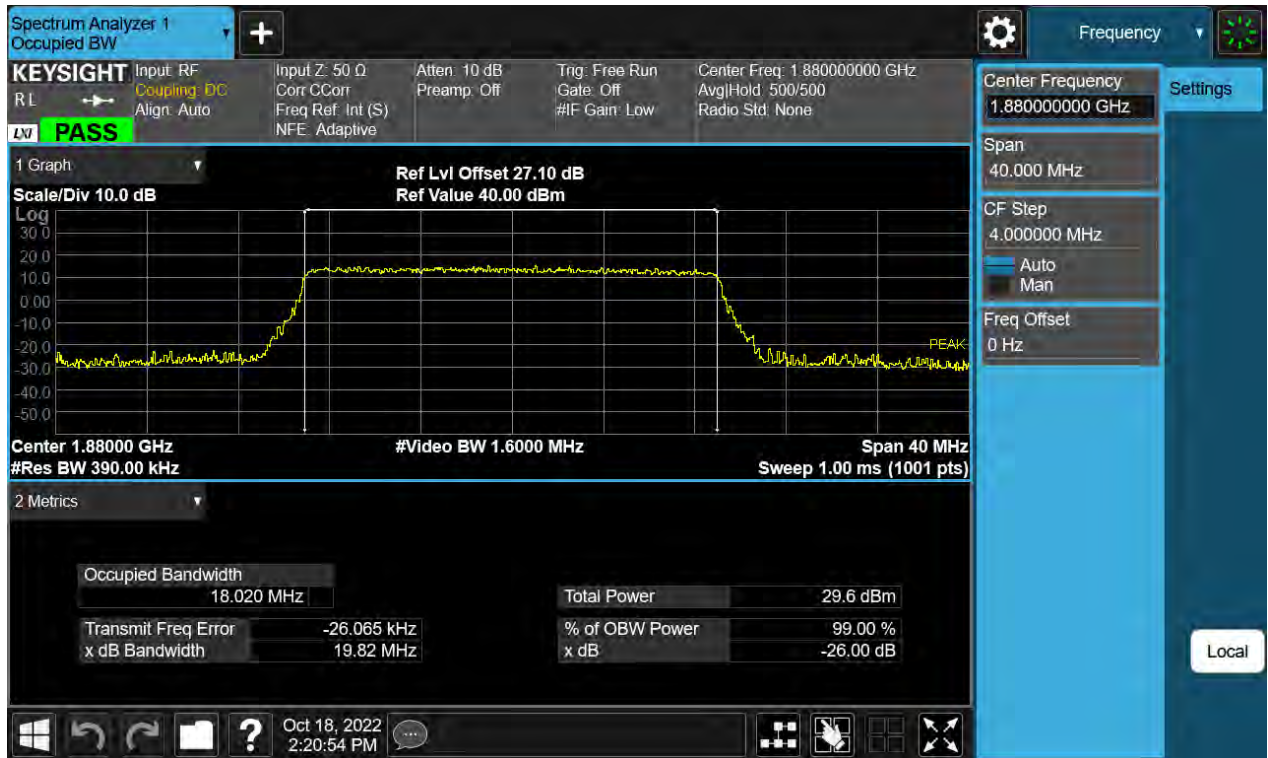 Spectrum Analyzer 1
Occupied BW
+
Frequency
KEYSIGHT
RL
LXI
PASS
Input: RF
Coupling: DC
Align: Auto
Input Z: 50 Ω
Corr CCorr
Freq Ref: Int (S)
NFE: Adaptive
Atten: 10 dB
Preamp: Off
Trig: Free Run
Gate: Off
#IF Gain: Low
Center Freq: 1.880000000 GHz
Avg|Hold: 500/500
Radio Std: None
Center Frequency
1.880000000 GHz
Settings
Span
40.000 MHz
CF Step
4.000000 MHz
Auto
Man
Freq Offset
0 Hz
Local
1 Graph
Scale/Div 10.0 dB
Ref Lvl Offset 27.10 dB
Ref Value 40.00 dBm
Log
30.0
20.0
10.0
0.00
-10.0
-20.0
-30.0
-40.0
-50.0
PEAK
Center 1.88000 GHz
#Video BW 1.6000 MHz
Span 40 MHz
#Res BW 390.00 kHz
Sweep 1.00 ms (1001 pts)
2 Metrics
Occupied Bandwidth
18.020 MHz
Total Power 29.6 dBm
Transmit Freq Error -26.065 kHz
% of OBW Power 99.00 %
x dB Bandwidth 19.82 MHz
x dB -26.00 dB
?
Oct 18, 2022
2:20:54 PM